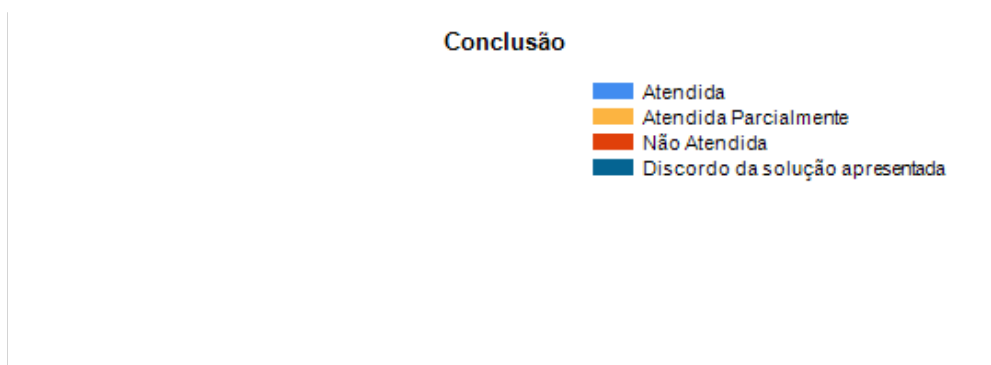 Conclusão
Atendida
Atendida Parcialmente
Não Atendida
Discordo da solução apresentada